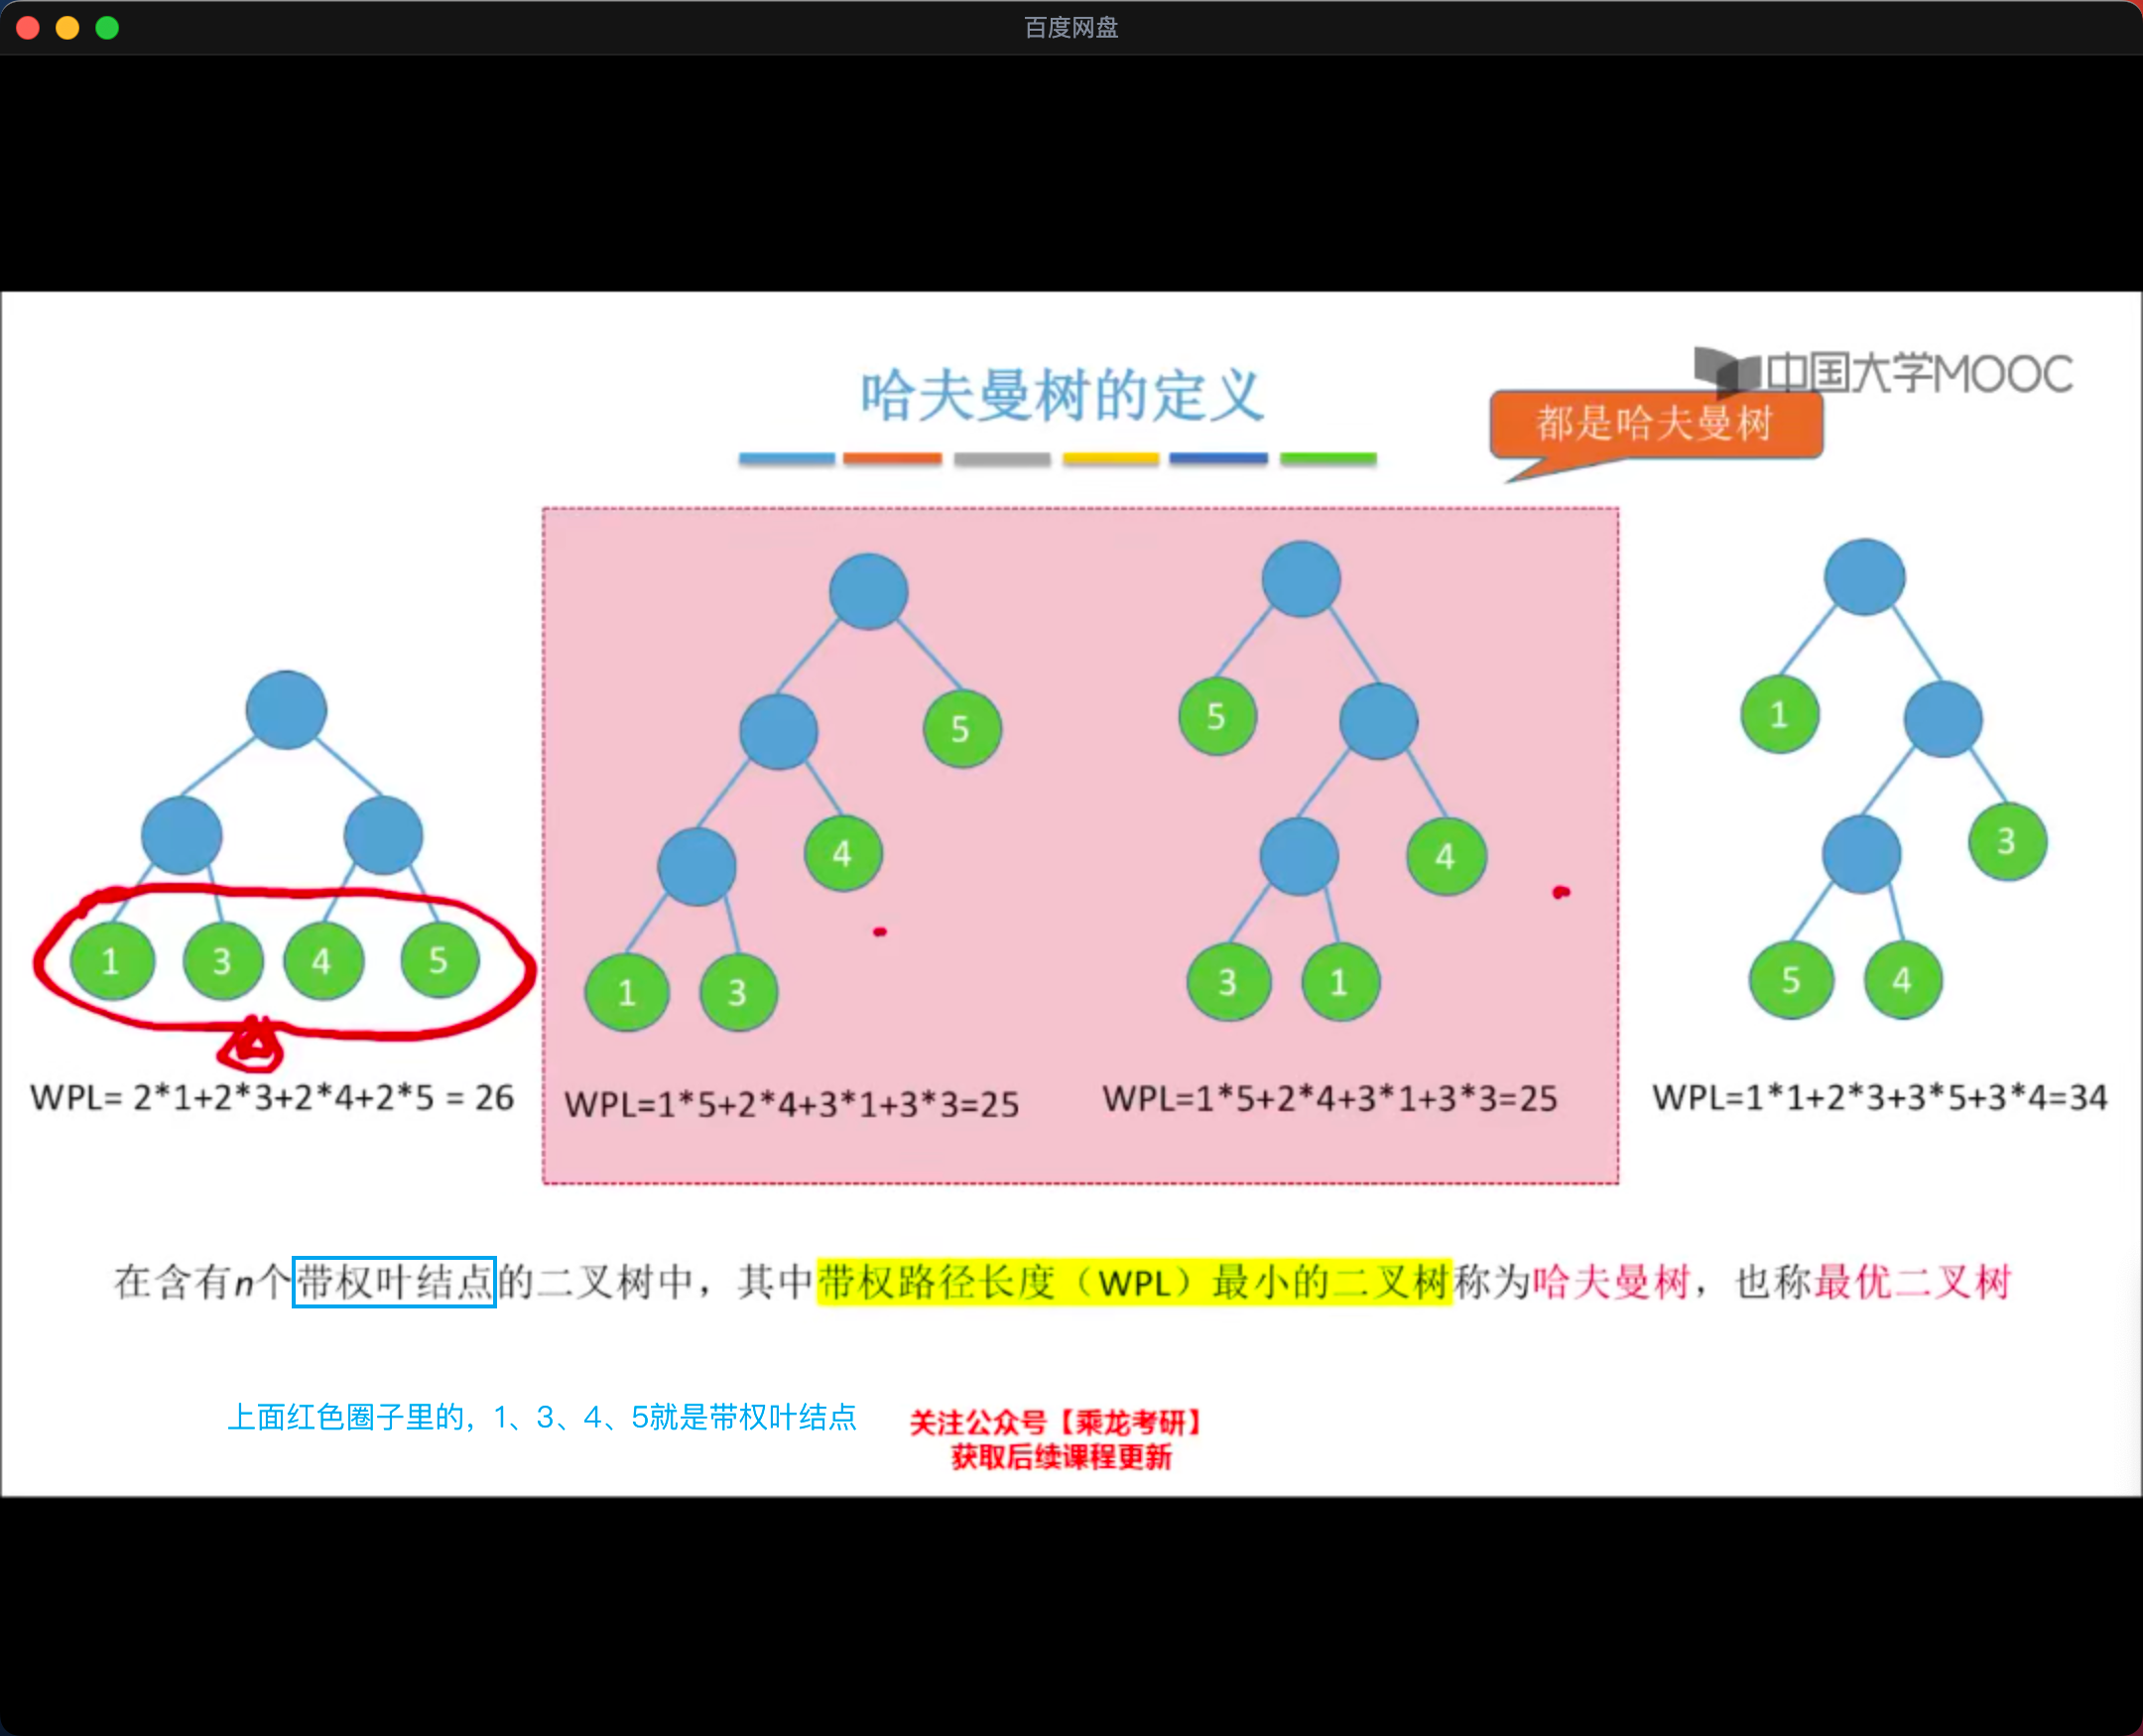 百度网盘
中国大学MOOC
哈夫曼树的定义
都是哈夫曼树
5
5
1
4
4
3
1
3
4
5
1
3
3
1
5
4
WPL= 2*1+2*3+2*4+2*5 = 26
WPL=1*5+2*4+3*1+3*3=25
WPL=1*5+2*4+3*1+3*3=25
WPL=1*1+2*3+3*5+3*4=34
在含有n个带权叶结点的二叉树中，其中带权路径长度（WPL）最小的二叉树称为哈夫曼树，也称最优二叉树
上面红色圈子里的，1、3、4、5就是带权叶结点
关注公众号【乘龙考研】
获取后续课程更新